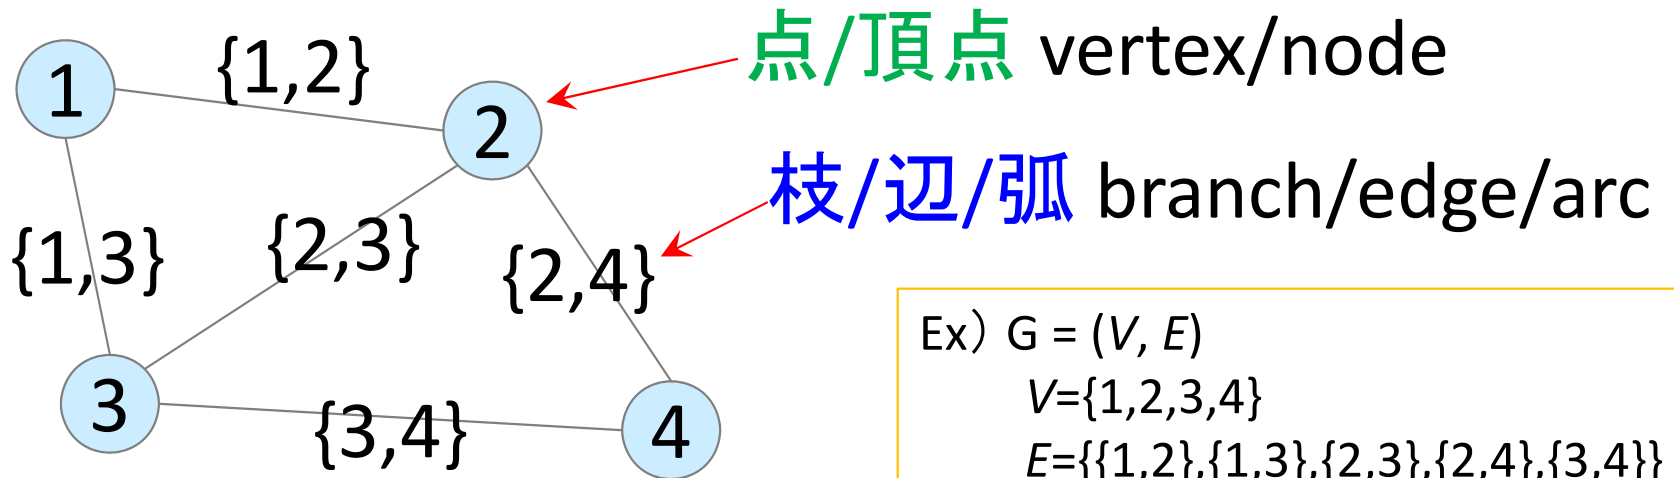 点/頂点 vertex/node
枝/辺/弧 branch/edge/arc
1
{1,2}
2
{1,3}
{2,3}
{2,4}
3
{3,4}
4
Ex) G = (V, E)
V={1,2,3,4}
E={{1,2},{1,3},{2,3},{2,4},{3,4}}